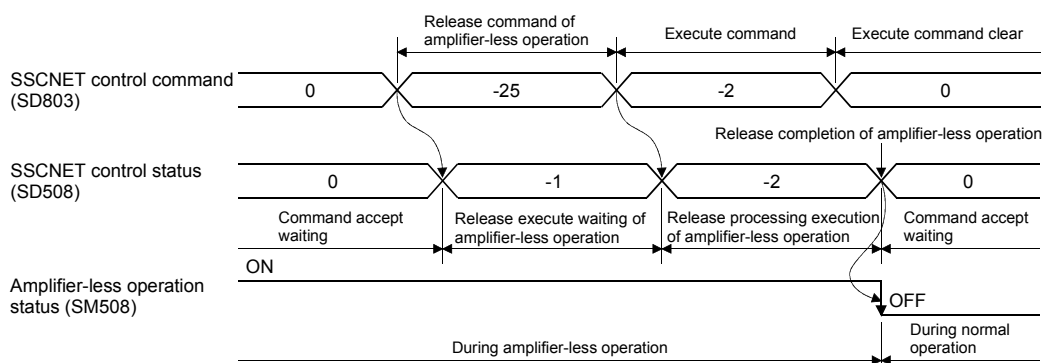 Release command of
amplifier-less operation
Execute command
Execute command clear
SSCNET control command
(SD803)
0
-25
-2
0
Release completion of amplifier-less operation
SSCNET control status
(SD508)
0
-1
-2
0
Command accept
waiting
Release execute waiting of
amplifier-less operation
Release processing execution
of amplifier-less operation
Command accept
waiting
ON
Amplifier-less operation
status (SM508)
OFF
During amplifier-less operation
During normal
operation